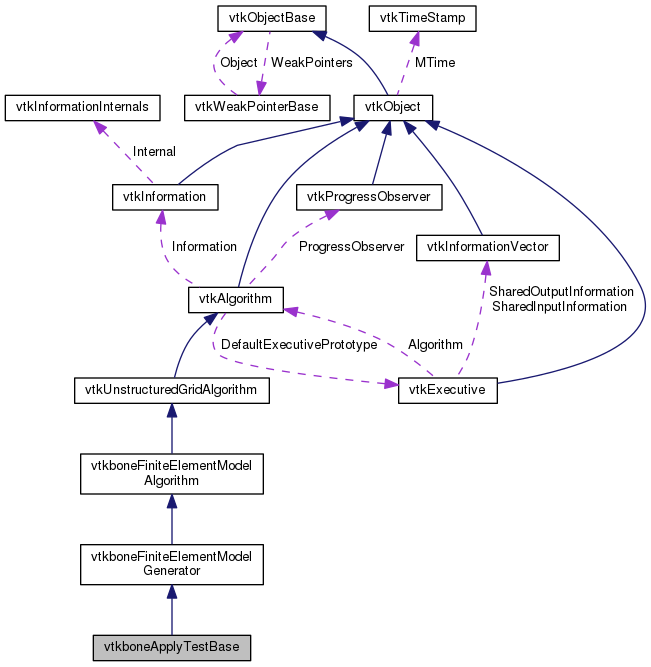 vtkObjectBase
vtkTimeStamp
Object
WeakPointers
MTime
vtkInformationInternals
vtkWeakPointerBase
vtkObject
Internal
vtkInformation
vtkProgressObserver
Information
ProgressObserver
vtkInformationVector
vtkAlgorithm
SharedOutputInformation
SharedInputInformation
DefaultExecutivePrototype
Algorithm
vtkUnstructuredGridAlgorithm
vtkExecutive
vtkboneFiniteElementModel
Algorithm
vtkboneFiniteElementModel
Generator
vtkboneApplyTestBase